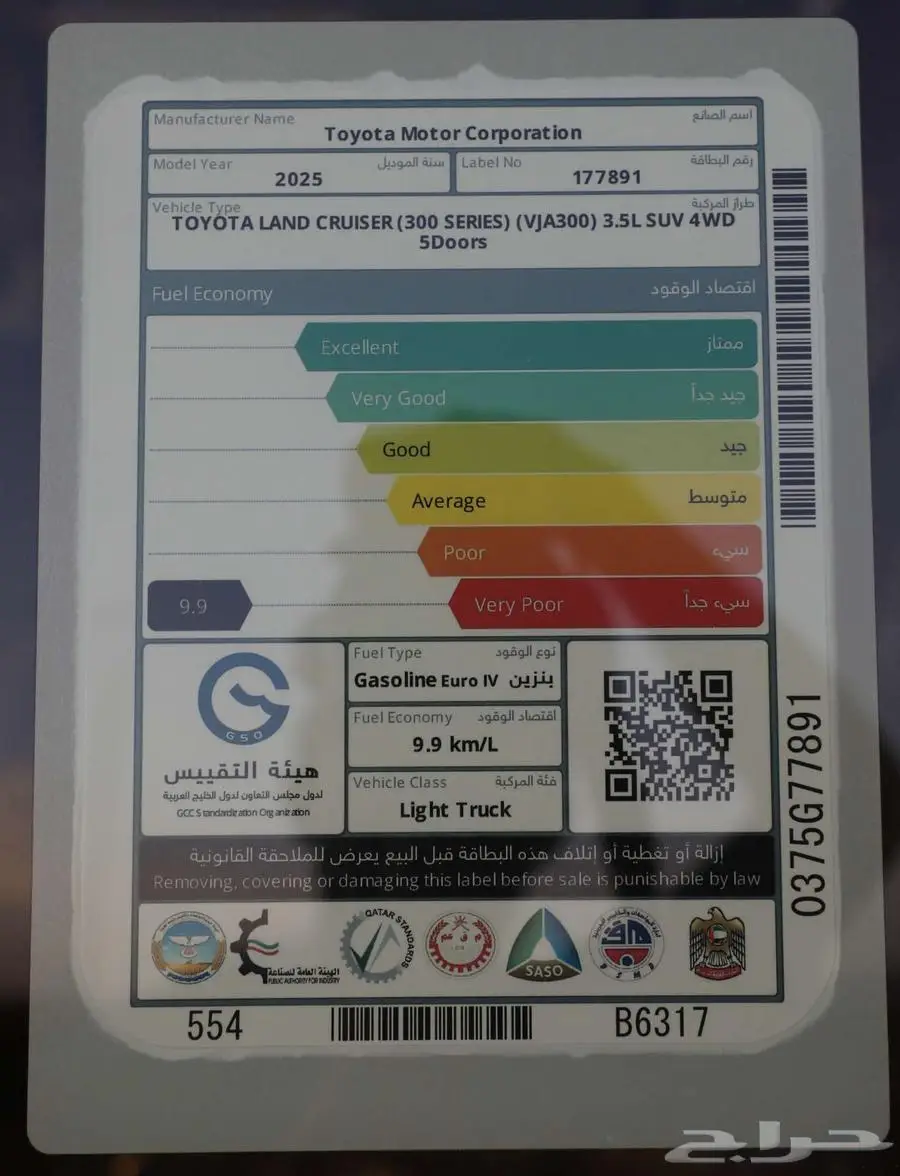 Manufacturer Name اسم الصانع
Toyota Motor Corporation
Model Year سنة الموديل
2025
Label No رقم البطاقة
177891
Vehicle Type طراز المركبة
TOYOTA LAND CRUISER (300 SERIES) (VJA300) 3.5L SUV 4WD
5Doors
Fuel Economy اقتصاد الوقود
Excellent ممتاز
Very Good جيد جداً
Good جيد
Average متوسط
Poor سيء
9.9 Very Poor سيء جداً
GSO
هيئة التقييس
لدول مجلس التعاون لدول الخليج العربية
GCC Standardization Organization
Fuel Type نوع الوقود
Gasoline Euro IV بنزين
Fuel Economy اقتصاد الوقود
9.9 km/L
Vehicle Class فئة المركبة
Light Truck
إزالة أو تغطية أو إتلاف هذه البطاقة قبل البيع يعرض للملاحقة القانونية
Removing, covering or damaging this label before sale is punishable by law
الهيئة العامة للصناعة
PUBLIC AUTHORITY FOR INDUSTRY
QATAR STANDARDS
SASO
BSMD
554
B6317
0375G77891
حراج